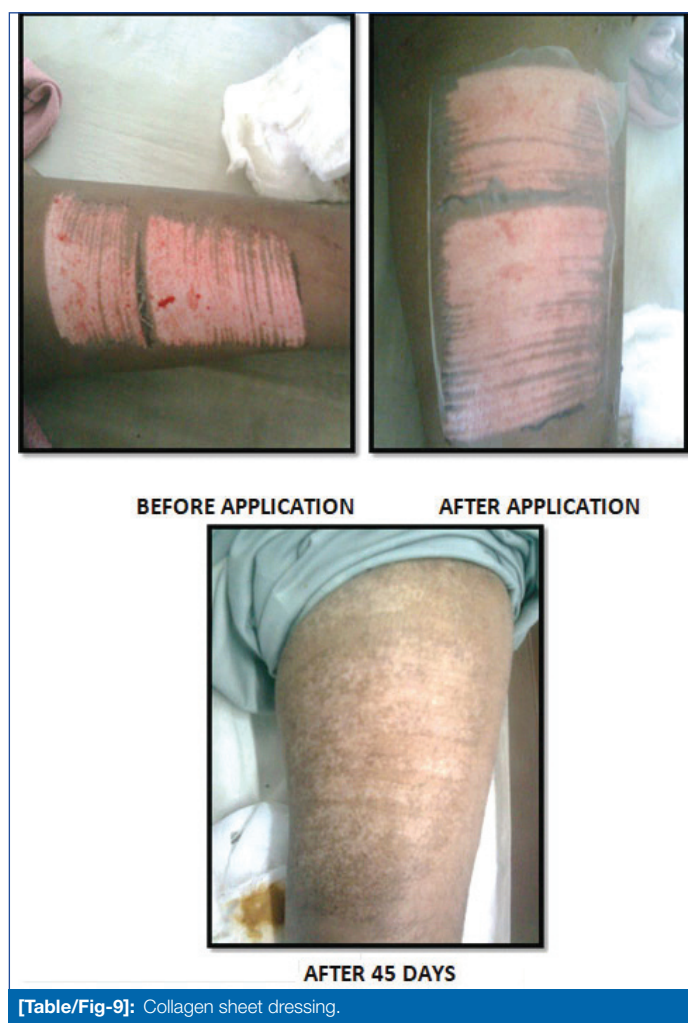 BEFORE APPLICATION
AFTER APPLICATION
AFTER 45 DAYS
[Table/Fig-9]: Collagen sheet dressing.